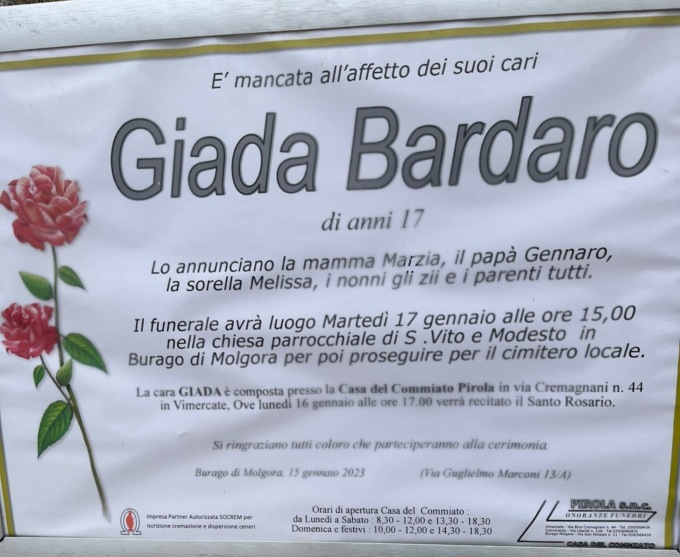 E' mancata all'affetto dei suoi cari
Giada Bardaro
di anni 17
Lo annunciano la mamma Marzia, il papà Gennaro,
la sorella Melissa, i nonni gli zii e i parenti tutti.
Il funerale avrà luogo Martedì 17 gennaio alle ore 15,00
nella chiesa parrocchiale di S .Vito e Modesto in
Burago di Molgora per poi proseguire per il cimitero locale.
La cara GIADA è composta presso la Casa del Commiato Pirola in via Cremagnani n. 44
in Vimercate, Ove lunedì 16 gennaio alle ore 17.00 verrà recitato il Santo Rosario.
Si ringraziano tutti coloro che parteciperanno alla cerimonia.
Burago di Molgora, 15 gennaio 2023 (Via Guglielmo Marconi 13/A)
Impresa Partner Autorizzata SOCREM per
iscrizione cremazione e dispersione ceneri
Orari di apertura Casa del Commiato :
da Lunedì a Sabato : 8,30 - 12,00 e 13,30 - 18,30
Domenica e festivi : 10,00 - 12,00 e 14,30 - 18,30
PIROLA s.n.c.
ONORANZE FUNEBRI
CASA DEL COMMIATO